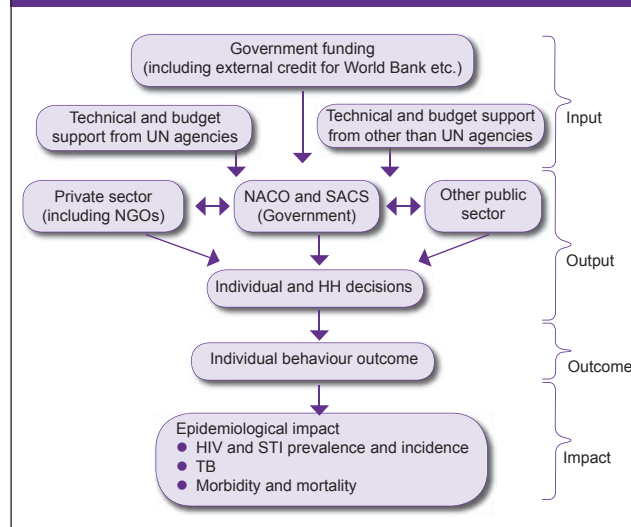 Government funding
(including external credit for World Bank etc.)
Technical and budget
support from UN agencies
Technical and budget support
from other than UN agencies
Input
Private sector
(including NGOs)
NACO and SACS
(Government)
Other public
sector
Output
Individual and HH decisions
Individual behaviour outcome
Outcome
Epidemiological impact
● HIV and STI prevalence and incidence
● TB
● Morbidity and mortality
Impact